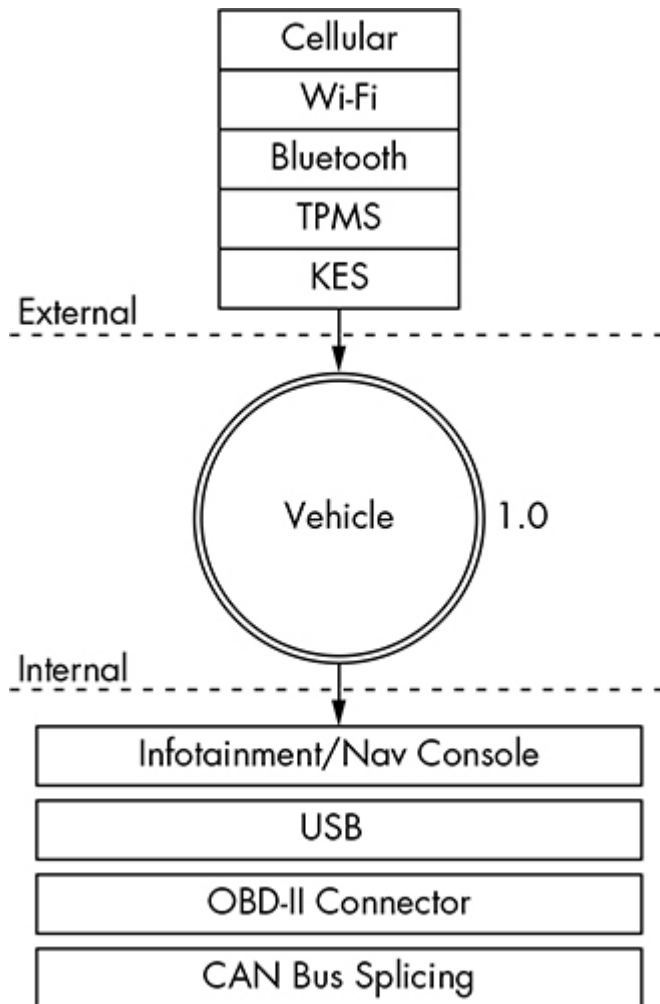 Cellular
Wi-Fi
Bluetooth
TPMS
KES
External
Vehicle
1.0
Internal
Infotainment/Nav Console
USB
OBD-II Connector
CAN Bus Splicing